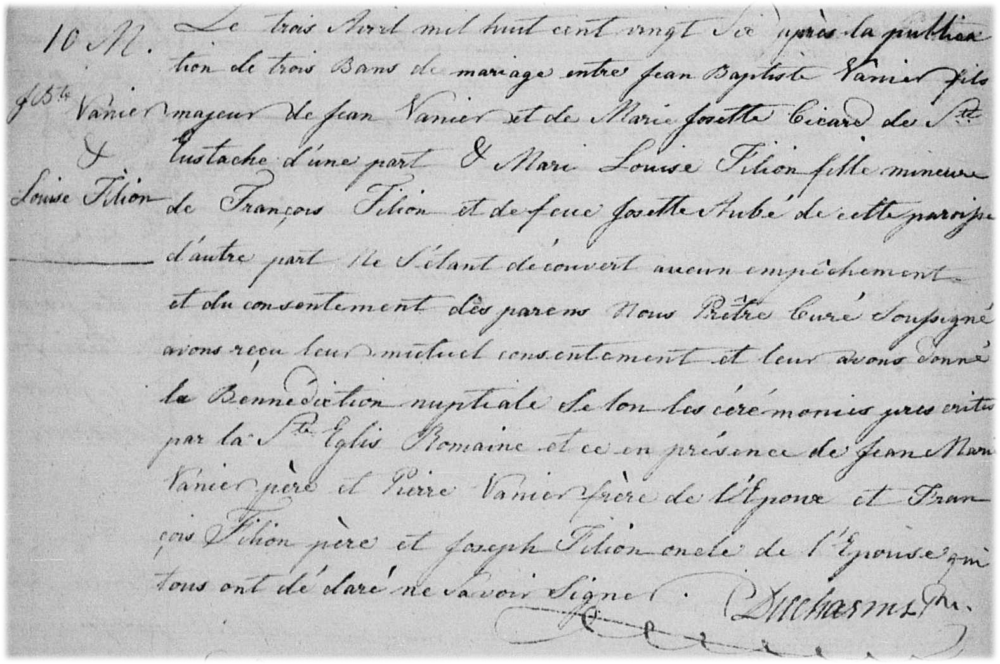 10 M.
JBte Vanier
&
Louise Filion
Le trois Avril mil huit cent vingt Six après la publica
tion de trois Bans de mariage entre Jean Baptiste Vanier fils
majeur de Jean Vanier et de Marie Josette Cicard de St
Eustache d'une part & Mari Louise Filion fille mineure
de François Filion et de feue Josette Aubé de cette paroisse
d'autre part Ne S'étant découvert aucun empêchement
et du consentement des parens Nous Prêtre Curé Soussigné
avons reçu leur mutuel consentement et leur avons donné
la Bennediction nuptiale Selon les cérémonies prescrites
par la Ste Eglis Romaine et ce en présence de Jean Mari
Vanier père et Pierre Vanier frère de l'Epoux et Fran
çois Filion père et Joseph Filion oncle de l'Epouse qui
tous ont déclaré ne Savoir Signer.
Ducharme Ptre.